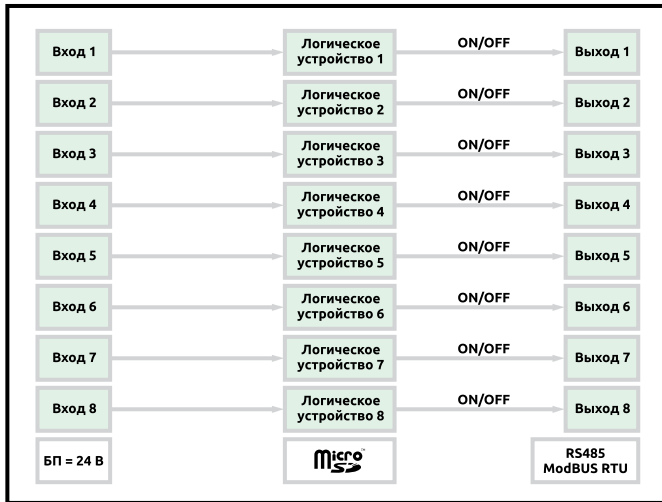 Вход 1
Логическое
устройство 1
ON/OFF
Выход 1
Вход 2
Логическое
устройство 2
ON/OFF
Выход 2
Вход 3
Логическое
устройство 3
ON/OFF
Выход 3
Вход 4
Логическое
устройство 4
ON/OFF
Выход 4
Вход 5
Логическое
устройство 5
ON/OFF
Выход 5
Вход 6
Логическое
устройство 6
ON/OFF
Выход 6
Вход 7
Логическое
устройство 7
ON/OFF
Выход 7
Вход 8
Логическое
устройство 8
ON/OFF
Выход 8
БП = 24 В
Micro
SD
TM
RS485
ModBUS RTU